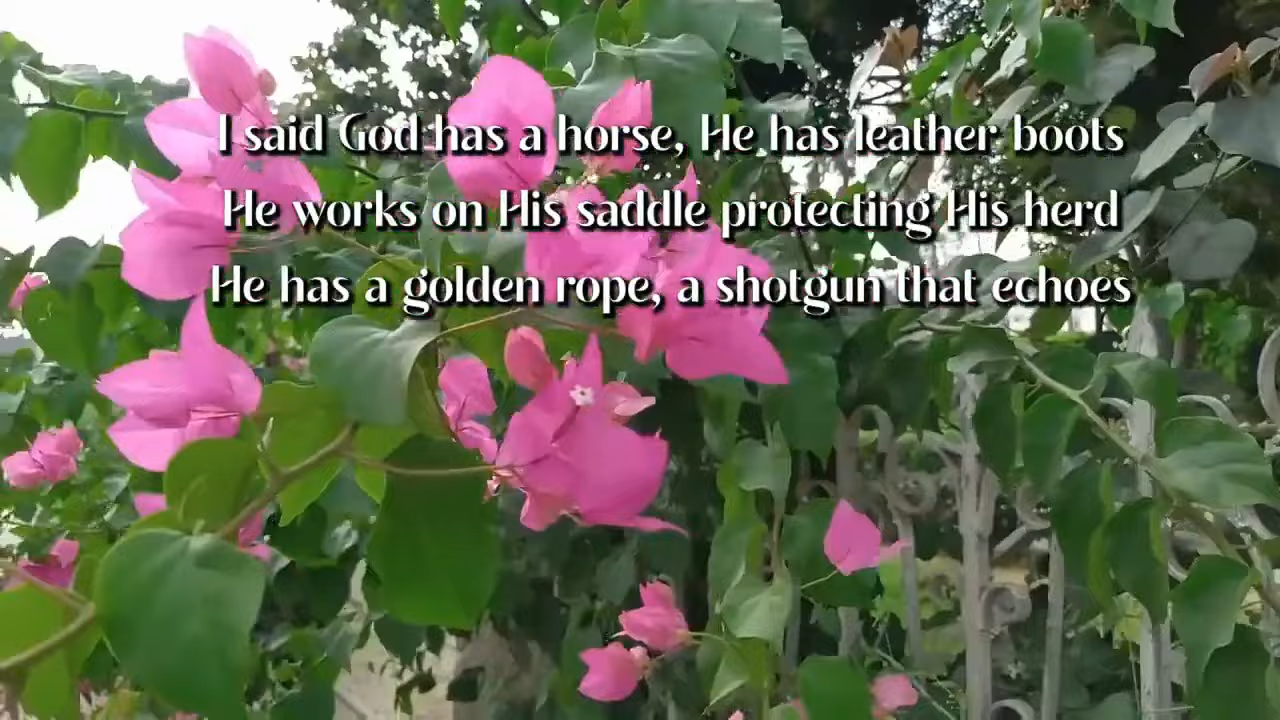 I said God has a horse, He has leather boots
He works on His saddle protecting His herd
He has a golden rope, a shotgun that echoes